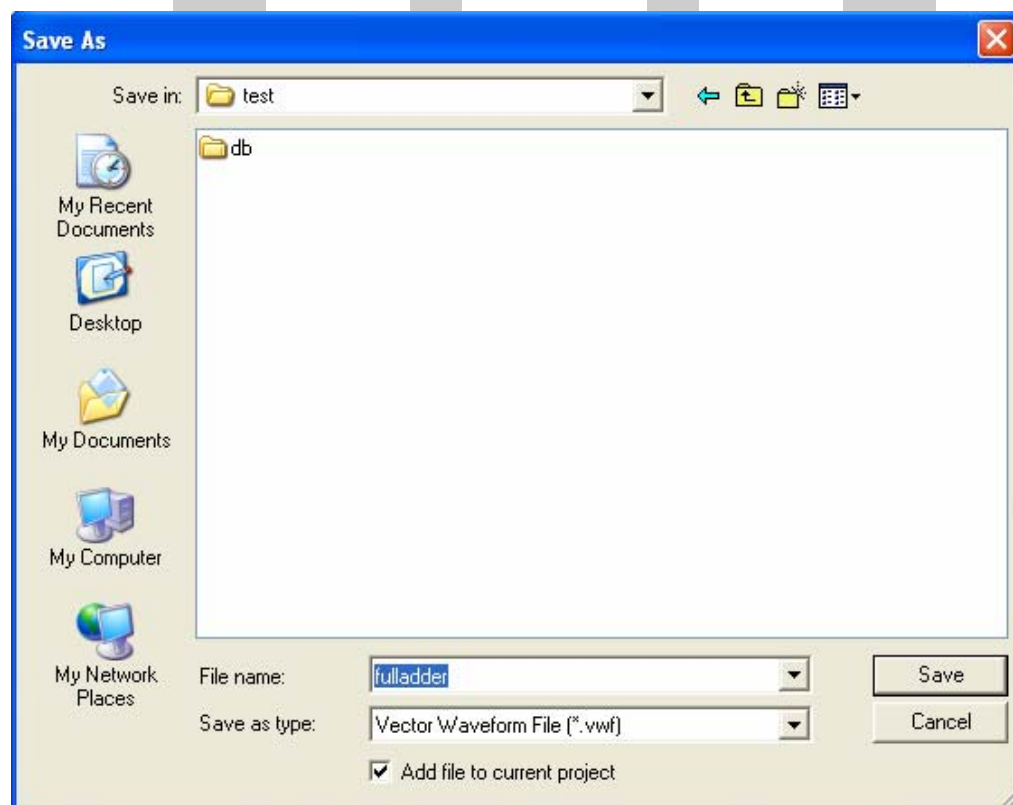 Save As
Save in:
test
db
My Recent
Documents
Desktop
My Documents
My Computer
My Network
Places
File name:
fulladder
Save
Save as type:
Vector Waveform File (*.vwf)
Cancel
Add file to current project